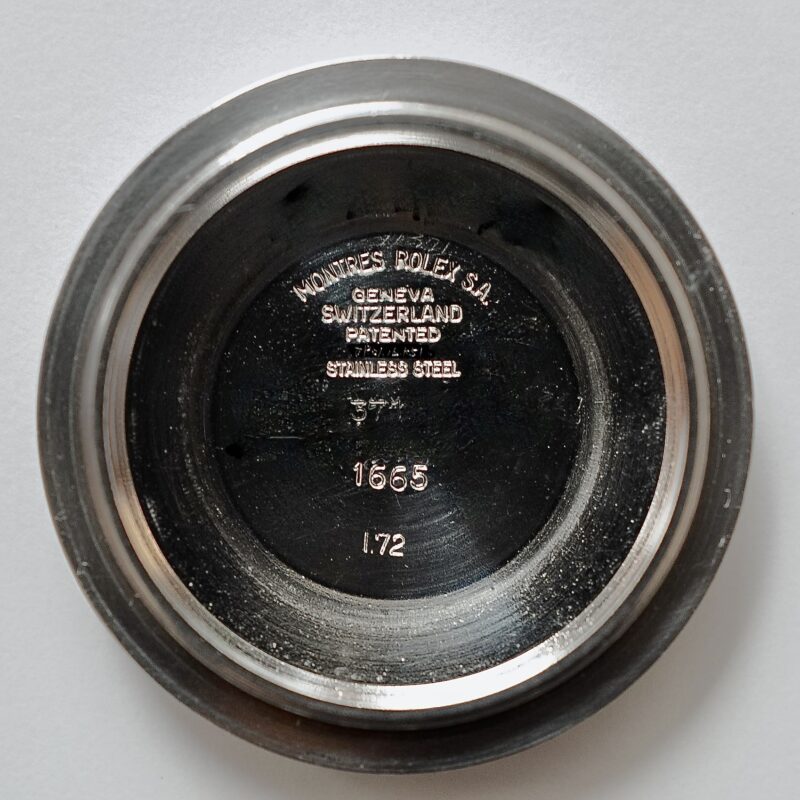 MONTRES ROLEX S.A.
GENEVA
SWITZERLAND
PATENTED
STAINLESS STEEL
1665
I.72